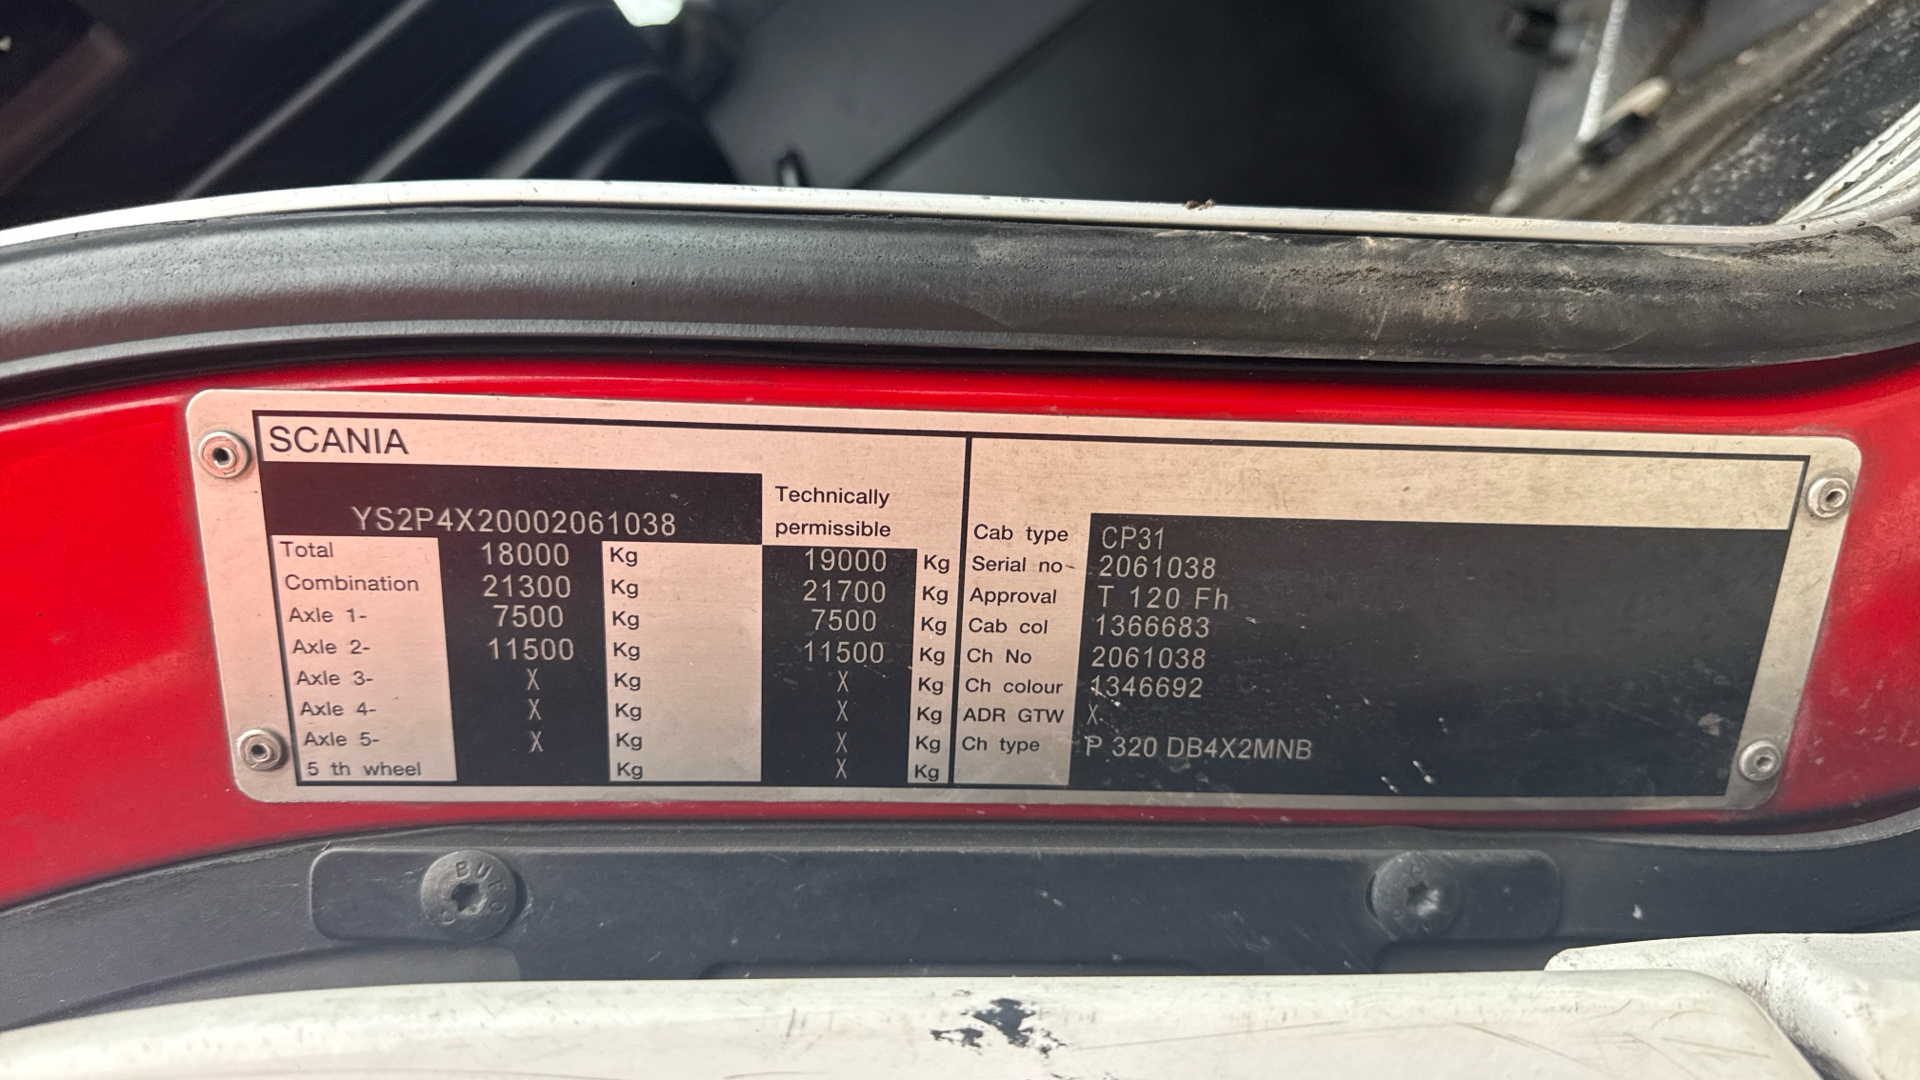 SCANIA
YS2P4X20002061038
Technically
permissible
Total 18000 Kg 19000 Kg
Combination 21300 Kg 21700 Kg
Axle 1- 7500 Kg 7500 Kg
Axle 2- 11500 Kg 11500 Kg
Axle 3- X Kg X Kg
Axle 4- X Kg X Kg
Axle 5- X Kg X Kg
5 th wheel Kg X Kg
Cab type CP31
Serial no- 2061038
Approval T 120 Fh
Cab col 1366683
Ch No 2061038
Ch colour 1346692
ADR GTW X
Ch type P 320 DB4X2MNB